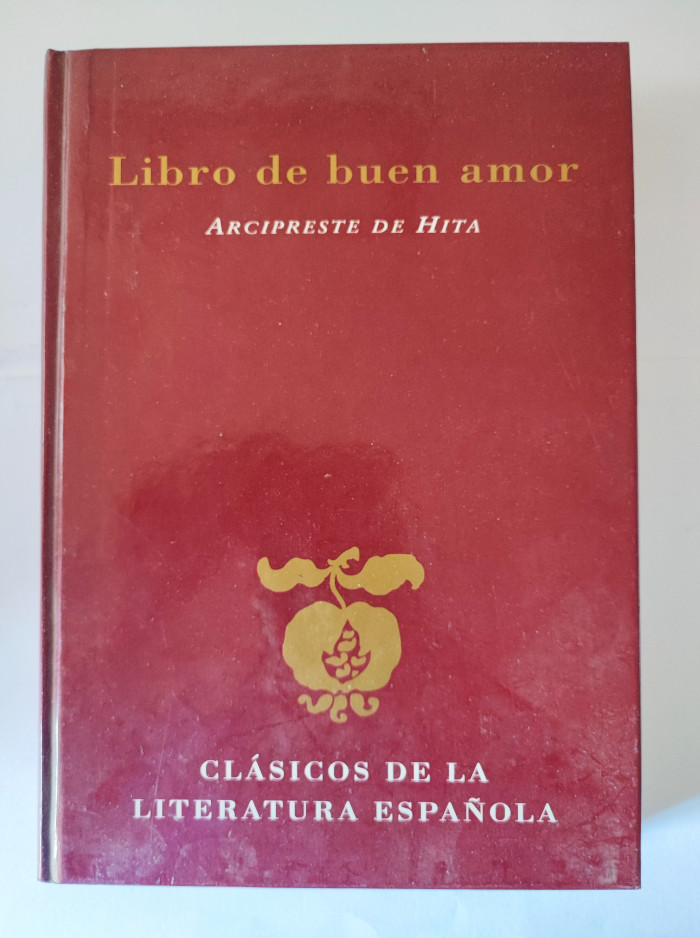 Libro de buen amor
ARCIPRESTE DE HITA
CLÁSICOS DE LA
LITERATURA ESPAÑOLA